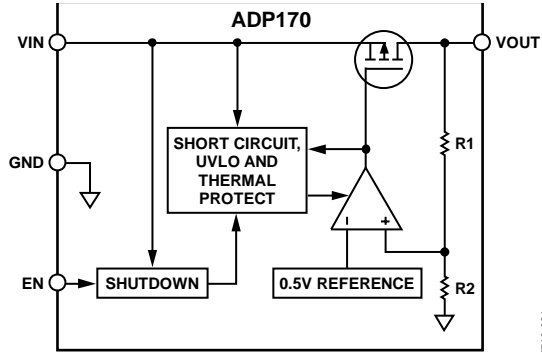 ADP170
VIN
VOUT
SHORT CIRCUIT,
UVLO AND
THERMAL
PROTECT
R1
GND
EN
SHUTDOWN
0.5V REFERENCE
R2